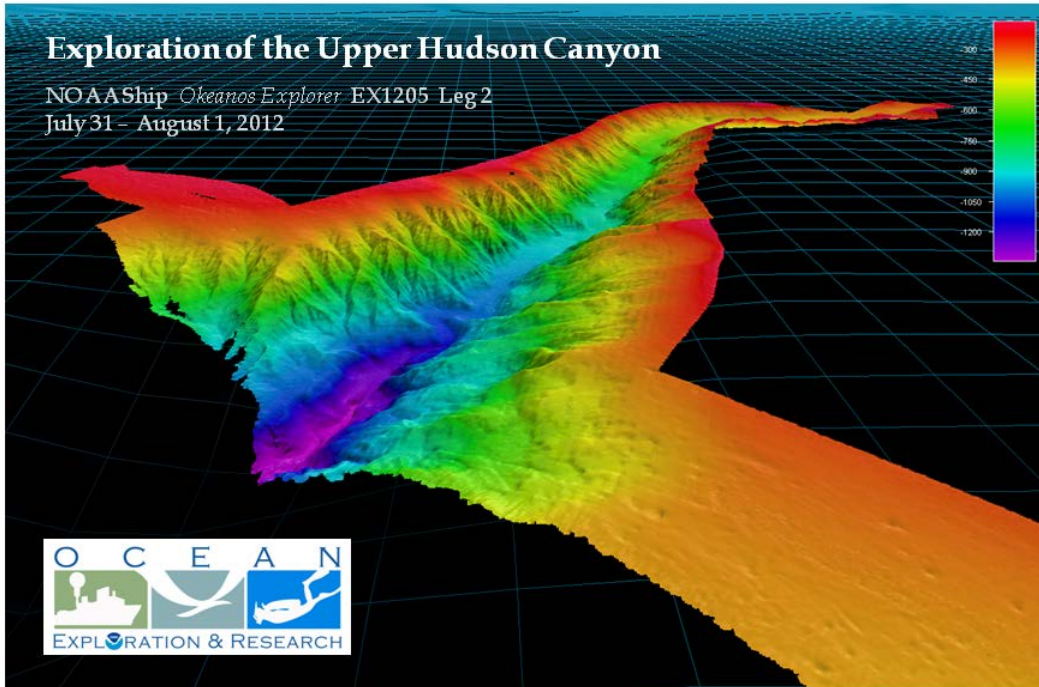 Exploration of the Upper Hudson Canyon
NOAA Ship Okeanos Explorer EX1205 Leg 2
July 31 – August 1, 2012
-300
-450
-600
-750
-900
-1050
-1200
OCEAN
EXPLORATION & RESEARCH